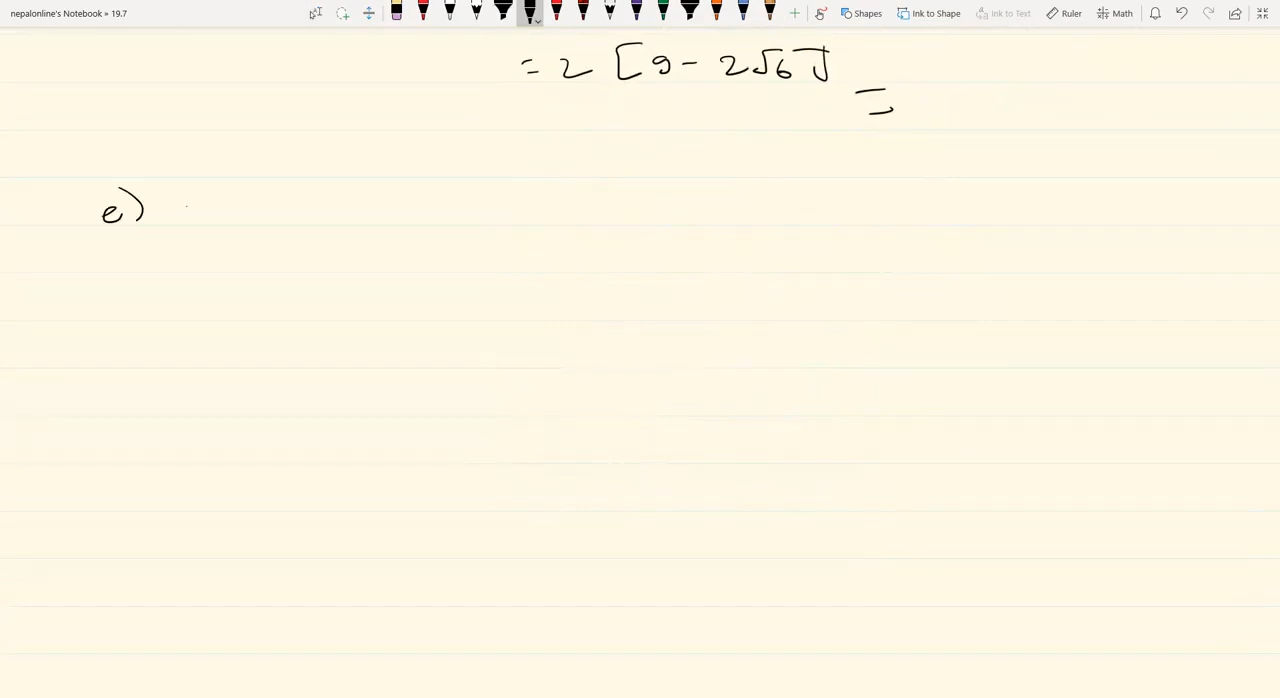 nepalonline's Notebook » 19.7
Shapes Ink to Shape Ink to Text Ruler Math
= 2 [9 - 2√6]
=
e)